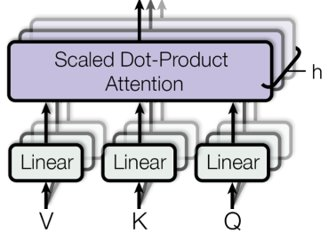 Scaled Dot-Product
Attention
h
Linear Linear Linear
V K Q